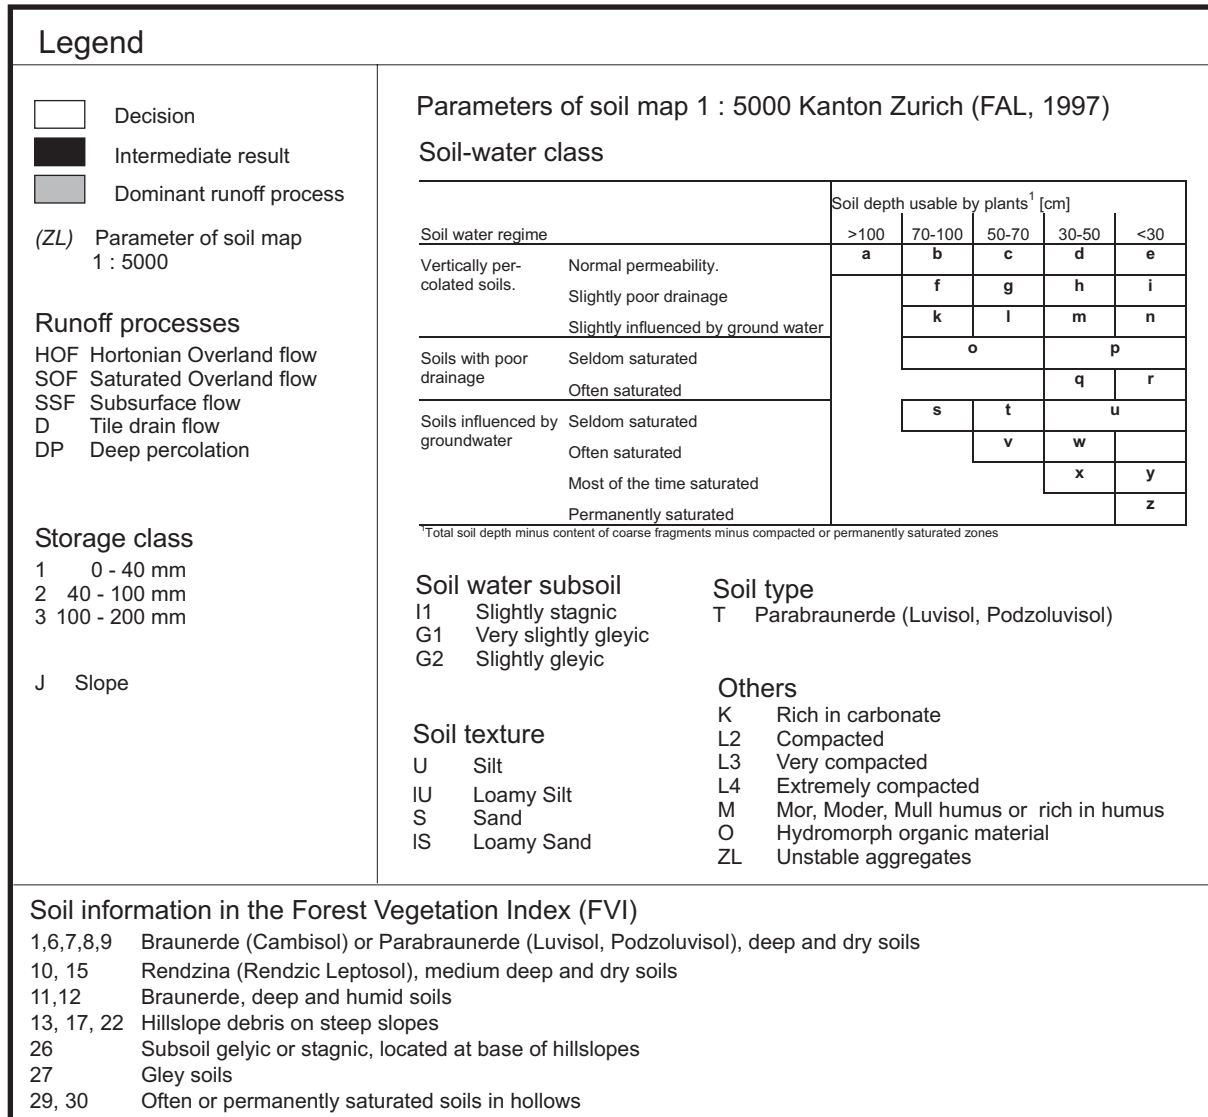 Legend
Decision
Intermediate result
Dominant runoff process
(ZL) Parameter of soil map
1 : 5000
Runoff processes
HOF Hortonian Overland flow
SOF Saturated Overland flow
SSF Subsurface flow
D Tile drain flow
DP Deep percolation
Storage class
1 0 - 40 mm
2 40 - 100 mm
3 100 - 200 mm
J Slope
Parameters of soil map 1 : 5000 Kanton Zurich (FAL, 1997)
Soil-water class
Soil depth usable by plants1 [cm]
Soil water regime >100 70-100 50-70 30-50 <30
Vertically per- Normal permeability. a b c d e
colated soils.
Slightly poor drainage f g h i
Slightly influenced by ground water k l m n
Soils with poor Seldom saturated o p
drainage
Often saturated q r
Soils influenced by Seldom saturated s t u
groundwater
Often saturated v w
Most of the time saturated x y
Permanently saturated z
1Total soil depth minus content of coarse fragments minus compacted or permanently saturated zones
Soil water subsoil
I1 Slightly stagnic
G1 Very slightly gleyic
G2 Slightly gleyic
Soil type
T Parabraunerde (Luvisol, Podzoluvisol)
Soil texture
U Silt
lU Loamy Silt
S Sand
lS Loamy Sand
Others
K Rich in carbonate
L2 Compacted
L3 Very compacted
L4 Extremely compacted
M Mor, Moder, Mull humus or rich in humus
O Hydromorph organic material
ZL Unstable aggregates
Soil information in the Forest Vegetation Index (FVI)
1,6,7,8,9 Braunerde (Cambisol) or Parabraunerde (Luvisol, Podzoluvisol), deep and dry soils
10, 15 Rendzina (Rendzic Leptosol), medium deep and dry soils
11,12 Braunerde, deep and humid soils
13, 17, 22 Hillslope debris on steep slopes
26 Subsoil gelyic or stagnic, located at base of hillslopes
27 Gley soils
29, 30 Often or permanently saturated soils in hollows